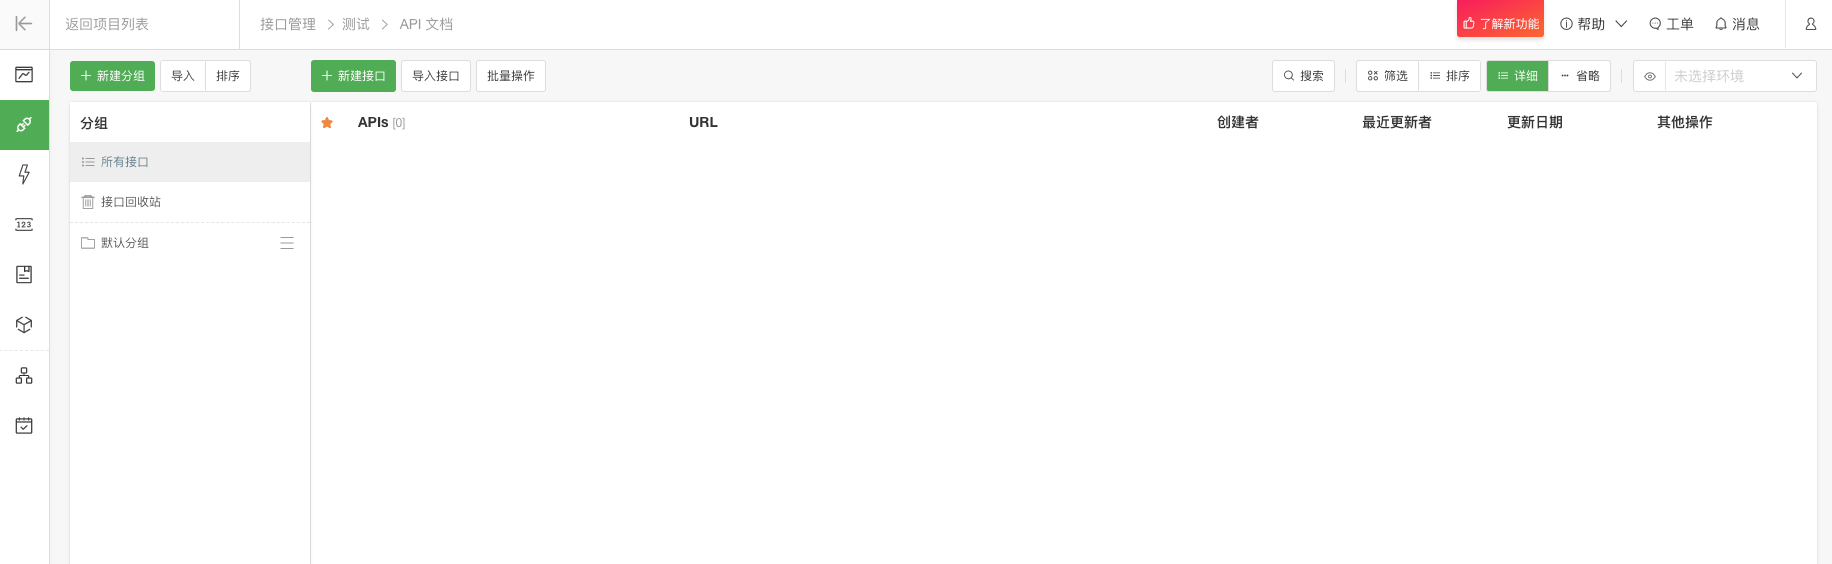 返回项目列表 接口管理 > 测试 > API 文档 了解新功能 帮助 工单 消息
新建分组 导入 排序 新建接口 导入接口 批量操作 搜索 筛选 排序 详细 省略 未选择环境
分组 APIs [0] URL 创建者 最近更新者 更新日期 其他操作
所有接口
接口回收站
123
默认分组